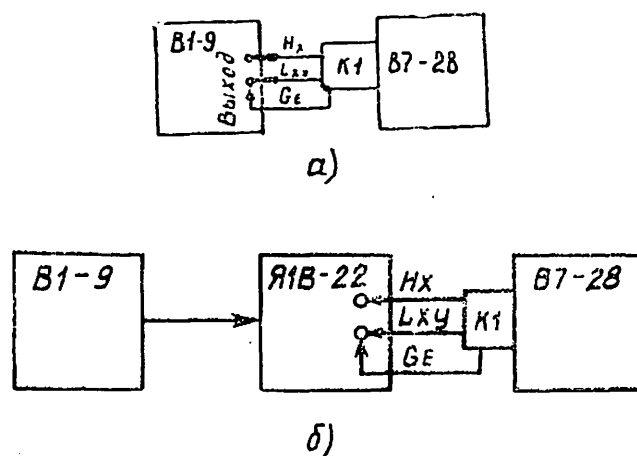 В1-9
Выход
Hx
Lxy
GE
К1
В7-28
а)
В1-9
Я1В-22
HX
LXY
GE
К1
В7-28
б)